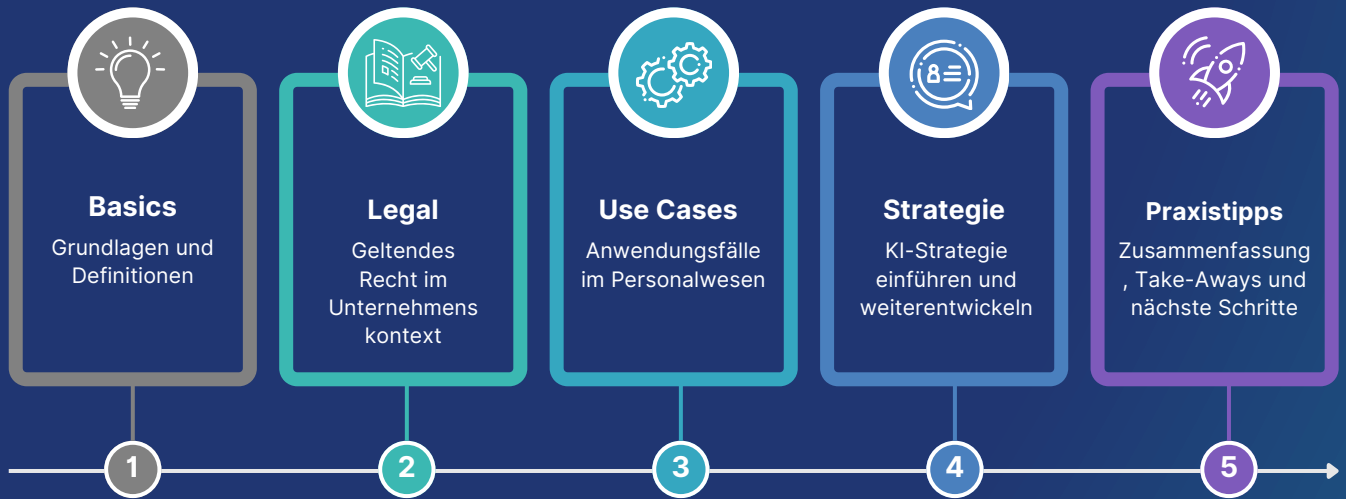 Basics
Grundlagen und
Definitionen
Legal
Geltendes
Recht im
Unternehmens
kontext
Use Cases
Anwendungsfälle
im Personalwesen
Strategie
KI-Strategie
einführen und
weiterentwickeln
Praxistipps
Zusammenfassung
, Take-Aways und
nächste Schritte
1
2
3
4
5